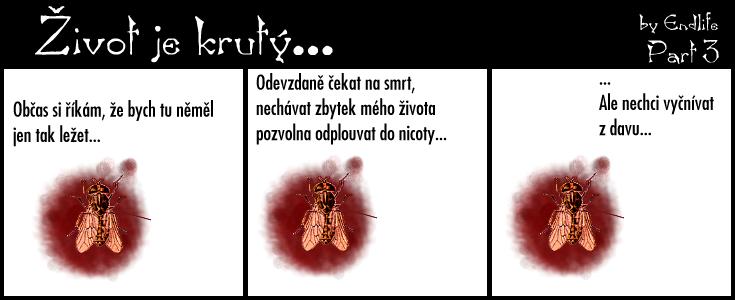 Život je krutý...
by Endlife
Part 3
Občas si říkám, že bych tu něměl
jen tak ležet...
Odevzdaně čekat na smrt,
nechávat zbytek mého života
pozvolna odplouvat do nicoty...
...
Ale nechci vyčnívat
z davu...